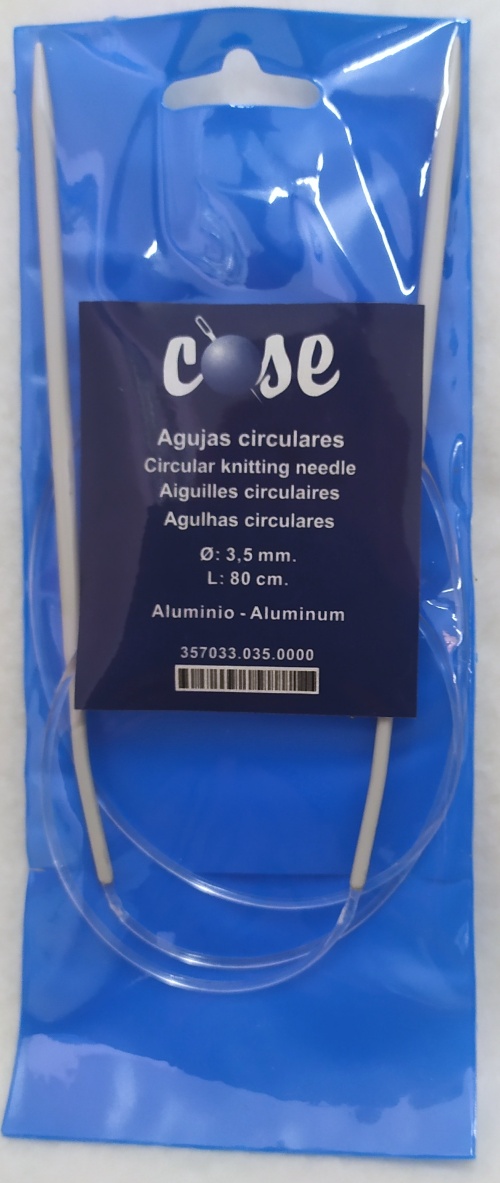 cose
Agujas circulares
Circular knitting needle
Aiguilles circulaires
Agulhas circulares
Ø: 3,5 mm.
L: 80 cm.
Aluminio - Aluminum
357033.035.0000